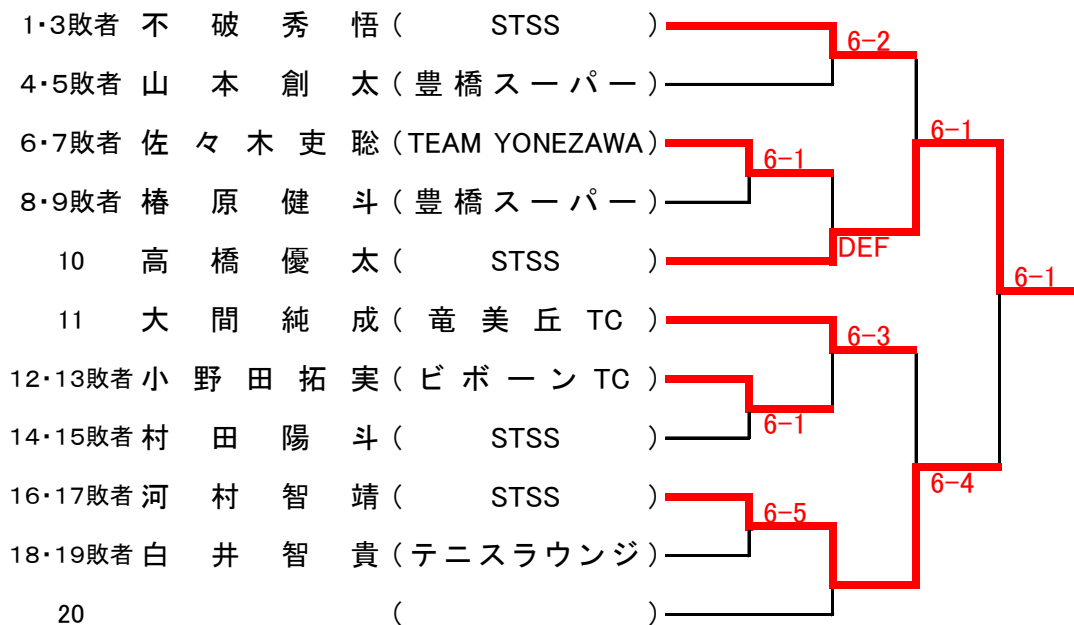 1・3敗者 不破秀悟 ( STSS )
6-2
4・5敗者 山本創太 (豊橋スーパー)
6-1
6・7敗者 佐々木吏聡 (TEAM YONEZAWA)
6-1
8・9敗者 椿原健斗 (豊橋スーパー)
DEF
10 高橋優太 ( STSS )
6-1
11 大間純成 (竜美丘TC)
6-3
12・13敗者 小野田拓実 (ビボーンTC)
6-1
14・15敗者 村田陽斗 ( STSS )
6-4
16・17敗者 河村智靖 ( STSS )
6-5
18・19敗者 白井智貴 (テニスラウンジ)
20 ( )